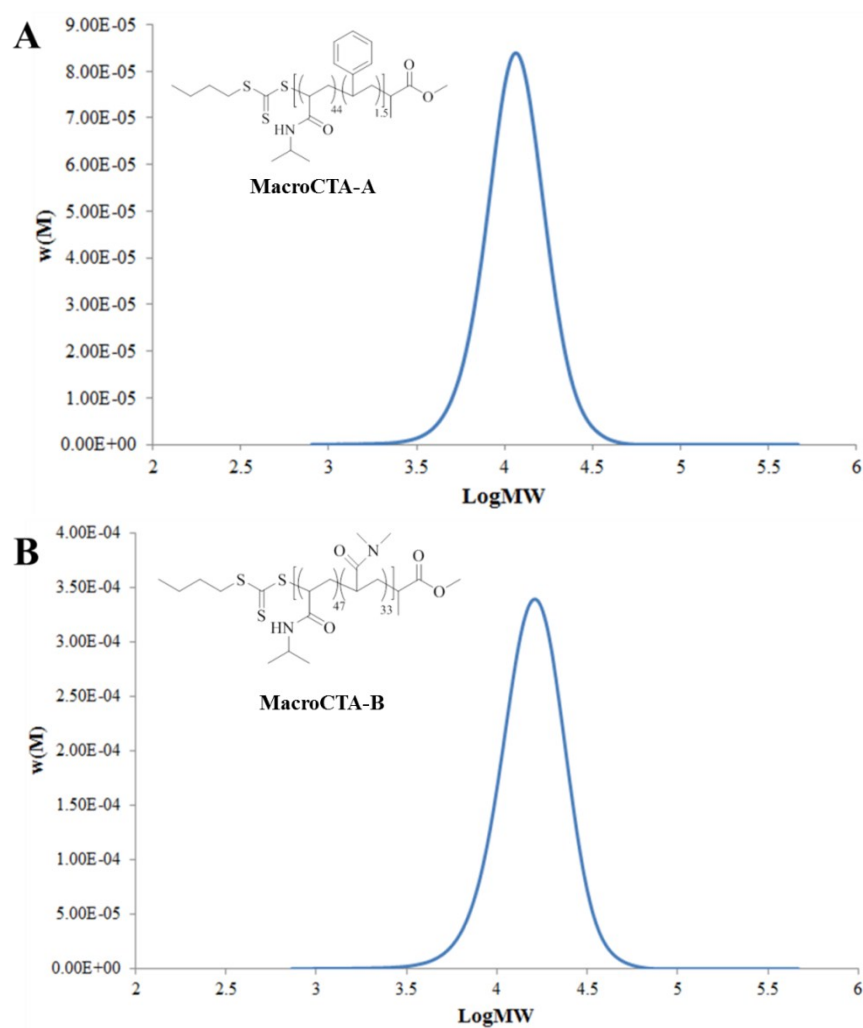 A
9.00E-05
8.00E-05
7.00E-05
6.00E-05
5.00E-05
4.00E-05
3.00E-05
2.00E-05
1.00E-05
0.00E+00
w(M)
S S 44 1.5 O O
S HN O
MacroCTA-A
2 2.5 3 3.5 4 4.5 5 5.5 6
LogMW
B
4.00E-04
3.50E-04
3.00E-04
2.50E-04
2.00E-04
1.50E-04
1.00E-04
5.00E-05
0.00E+00
w(M)
O N
S S 47 33 O O
S HN O
MacroCTA-B
2 2.5 3 3.5 4 4.5 5 5.5 6
LogMW